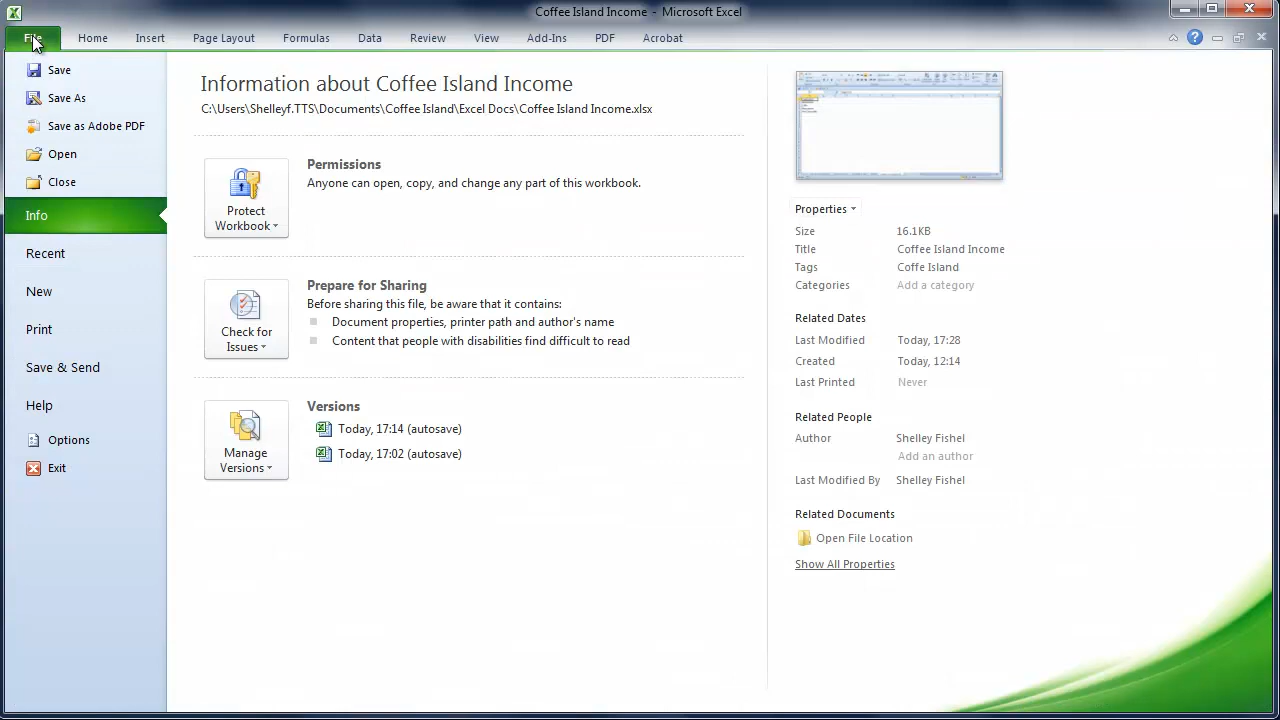 Coffee Island Income - Microsoft Excel
File Home Insert Page Layout Formulas Data Review View Add-Ins PDF Acrobat
Save
Save As
Save as Adobe PDF
Open
Close
Info
Recent
New
Print
Save & Send
Help
Options
Exit
Information about Coffee Island Income
C:\Users\Shelley.ITTS\Documents\Coffee Island\Excel Docs\Coffee Island Income.xlsx
Protect
Workbook
Permissions
Anyone can open, copy, and change any part of this workbook.
Check for
Issues
Prepare for Sharing
Before sharing this file, be aware that it contains:
Document properties, printer path and author's name
Content that people with disabilities find difficult to read
Manage
Versions
Versions
Today, 17:14 (autosave)
Today, 17:02 (autosave)
Properties
Size 16.1KB
Title Coffee Island Income
Tags Coffe Island
Categories Add a category
Related Dates
Last Modified Today, 17:28
Created Today, 12:14
Last Printed Never
Related People
Author Shelley Fishel
Add an author
Last Modified By Shelley Fishel
Related Documents
Open File Location
Show All Properties